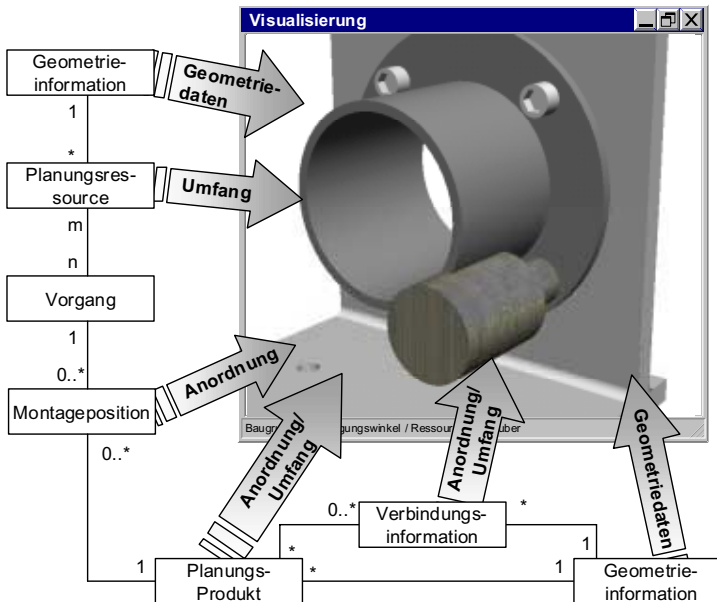 Visualisierung
Geometrie-
information
Geometrie-
daten
1
*
Planungsres-
source
Umfang
m
n
Vorgang
1
0..*
Montageposition
Anordnung
0..*
Anordnung/
Umfang
Anordnung/
Umfang
Geometriedaten
0..*
Verbindungs-
information
*
*
1
1
Planungs-
Produkt
*
1
Geometrie-
information